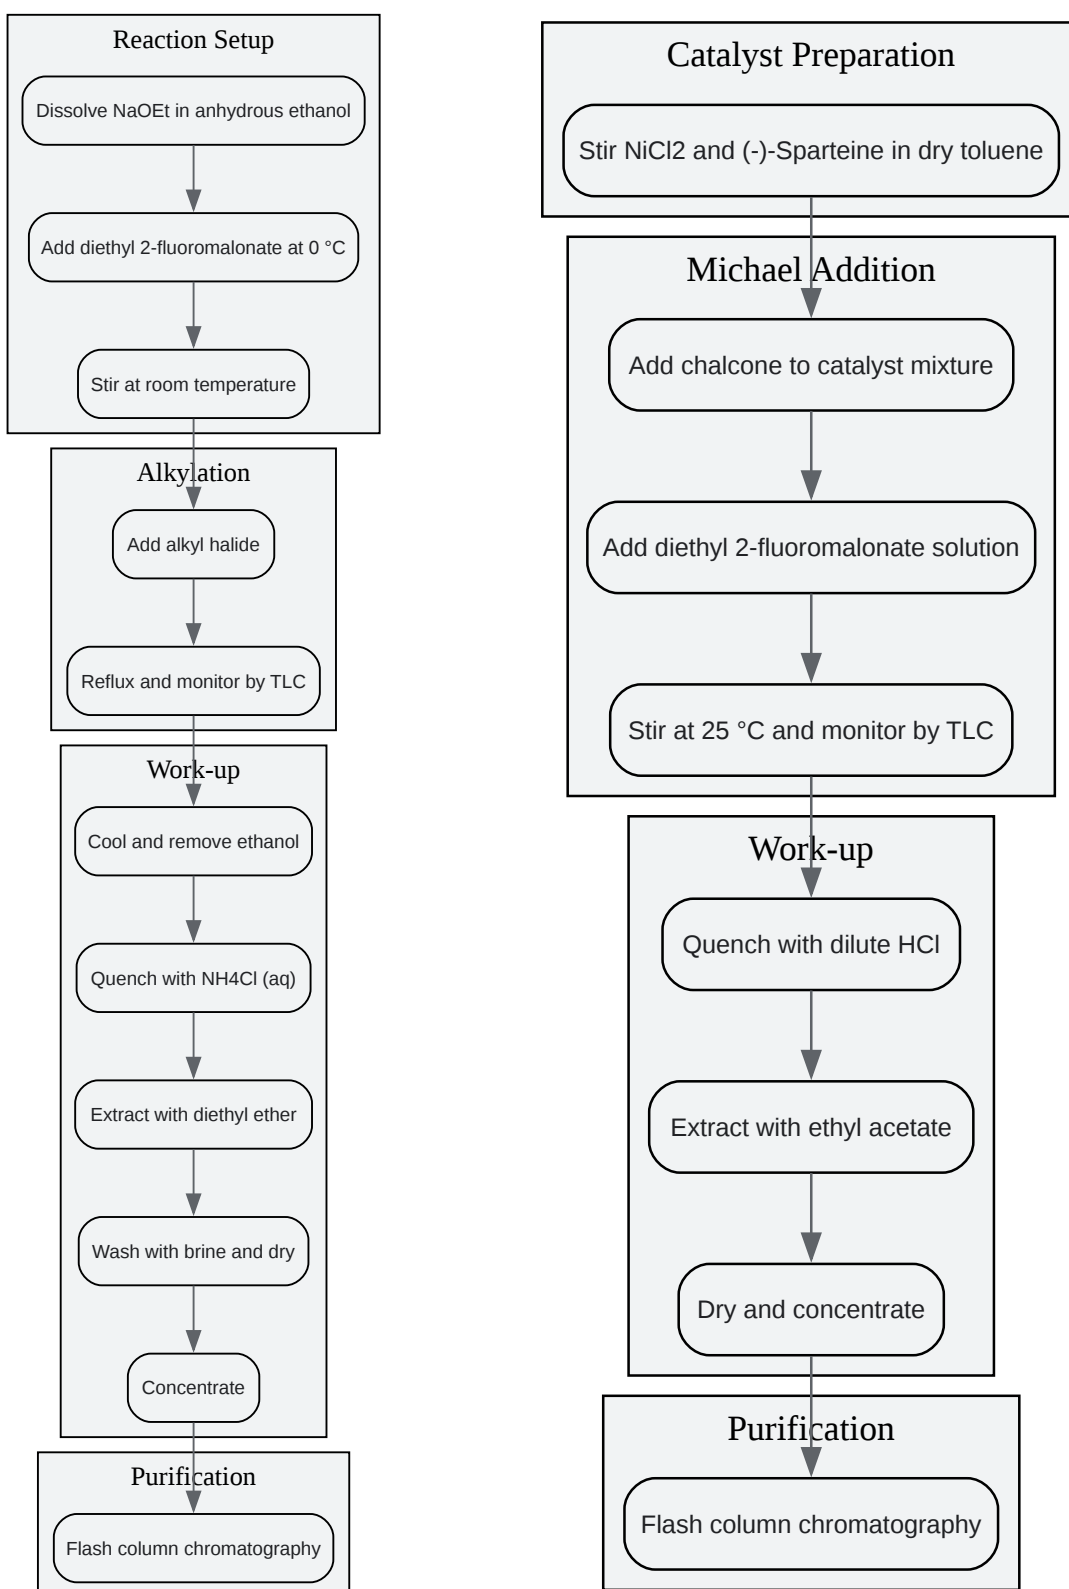 Reaction Setup
Dissolve NaOEt in anhydrous ethanol
Add diethyl 2-fluoromalonate at 0 °C
Stir at room temperature
Alkylation
Add alkyl halide
Reflux and monitor by TLC
Work-up
Cool and remove ethanol
Quench with NH4Cl (aq)
Extract with diethyl ether
Wash with brine and dry
Concentrate
Purification
Flash column chromatography
Catalyst Preparation
Stir NiCl2 and (-)-Sparteine in dry toluene
Michael Addition
Add chalcone to catalyst mixture
Add diethyl 2-fluoromalonate solution
Stir at 25 °C and monitor by TLC
Work-up
Quench with dilute HCl
Extract with ethyl acetate
Dry and concentrate
Purification
Flash column chromatography